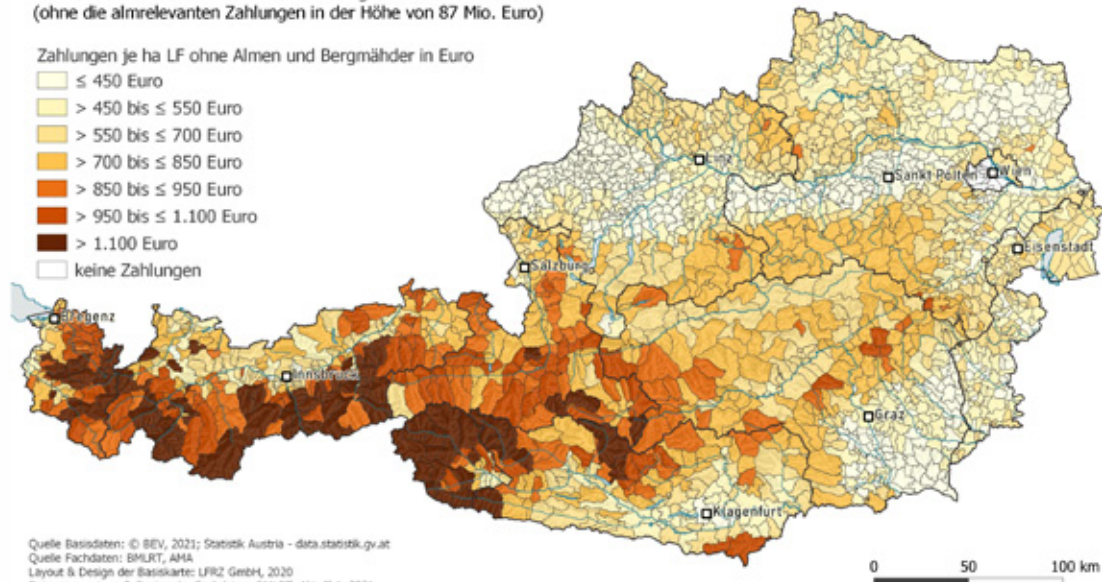 (ohne die almrelevanten Zahlungen in der Höhe von 87 Mio. Euro)
Zahlungen je ha LF ohne Almen und Bergmähder in Euro
≤ 450 Euro
> 450 bis ≤ 550 Euro
> 550 bis ≤ 700 Euro
> 700 bis ≤ 850 Euro
> 850 bis ≤ 950 Euro
> 950 bis ≤ 1.100 Euro
> 1.100 Euro
keine Zahlungen
Linz
Sankt Pölten
Wien
Eisenstadt
Salzburg
Bregenz
Innsbruck
Graz
Klagenfurt
Quelle Basisdaten: © BEV, 2021; Statistik Austria - data.statistik.gv.at
Quelle Fachdaten: BMLRT, AMA
Layout & Design der Basiskarte: LFRZ GmbH, 2020
0 50 100 km